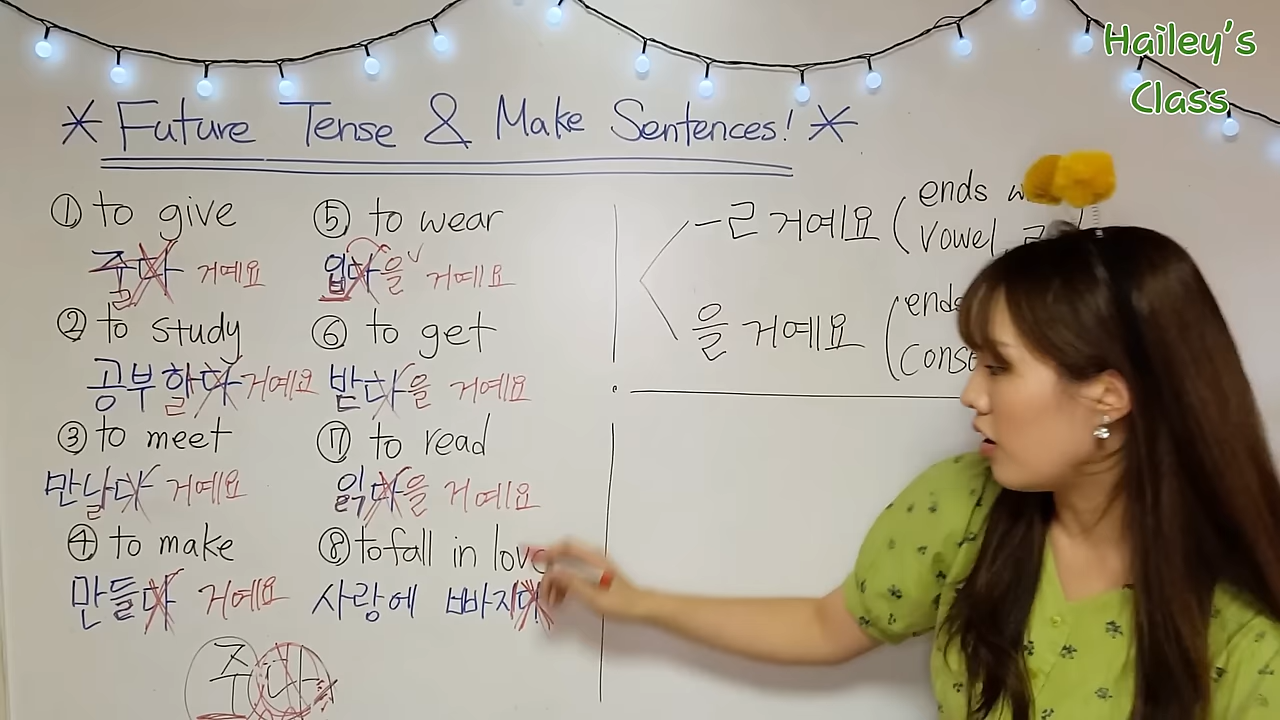 Hailey's
Class
* Future Tense & Make Sentences! *
① to give
줄다 거예요
② to study
공부할다 거예요
③ to meet
만날다 거예요
④ to make
만들다 거예요
주다
⑤ to wear
입다을 거예요
⑥ to get
받다을 거예요
⑦ to read
읽다을 거예요
⑧ to fall in love
사랑에 빠지다
-ㄹ 거예요 (ends
vowel
을 거예요 (ends